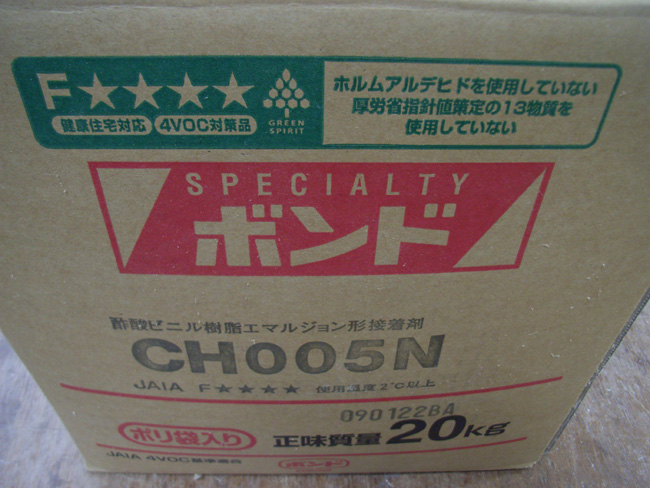 F★★★★
健康住宅対応 4VOC対策品
GREEN
SPIRIT
ホルムアルデヒドを使用していない
厚労省指針値策定の13物質を
使用していない
SPECIALTY
ボンド
酢酸ビニル樹脂エマルジョン形接着剤
CH005N
JAIA F★★★★ 使用温度2℃以上
090122BA
ポリ袋入り 正味質量 20kg
JAIA 4VOC基準適合
ボンド